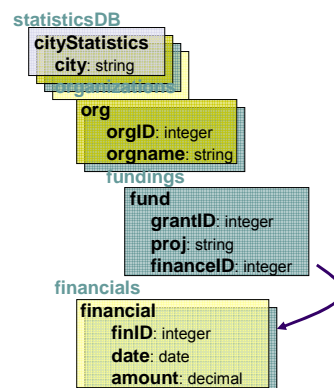 statisticsDB
cityStatistics
city: string
organizations
org
orgID: integer
orgname: string
fundings
fund
grantID: integer
proj: string
financeID: integer
financials
financial
finID: integer
date: date
amount: decimal